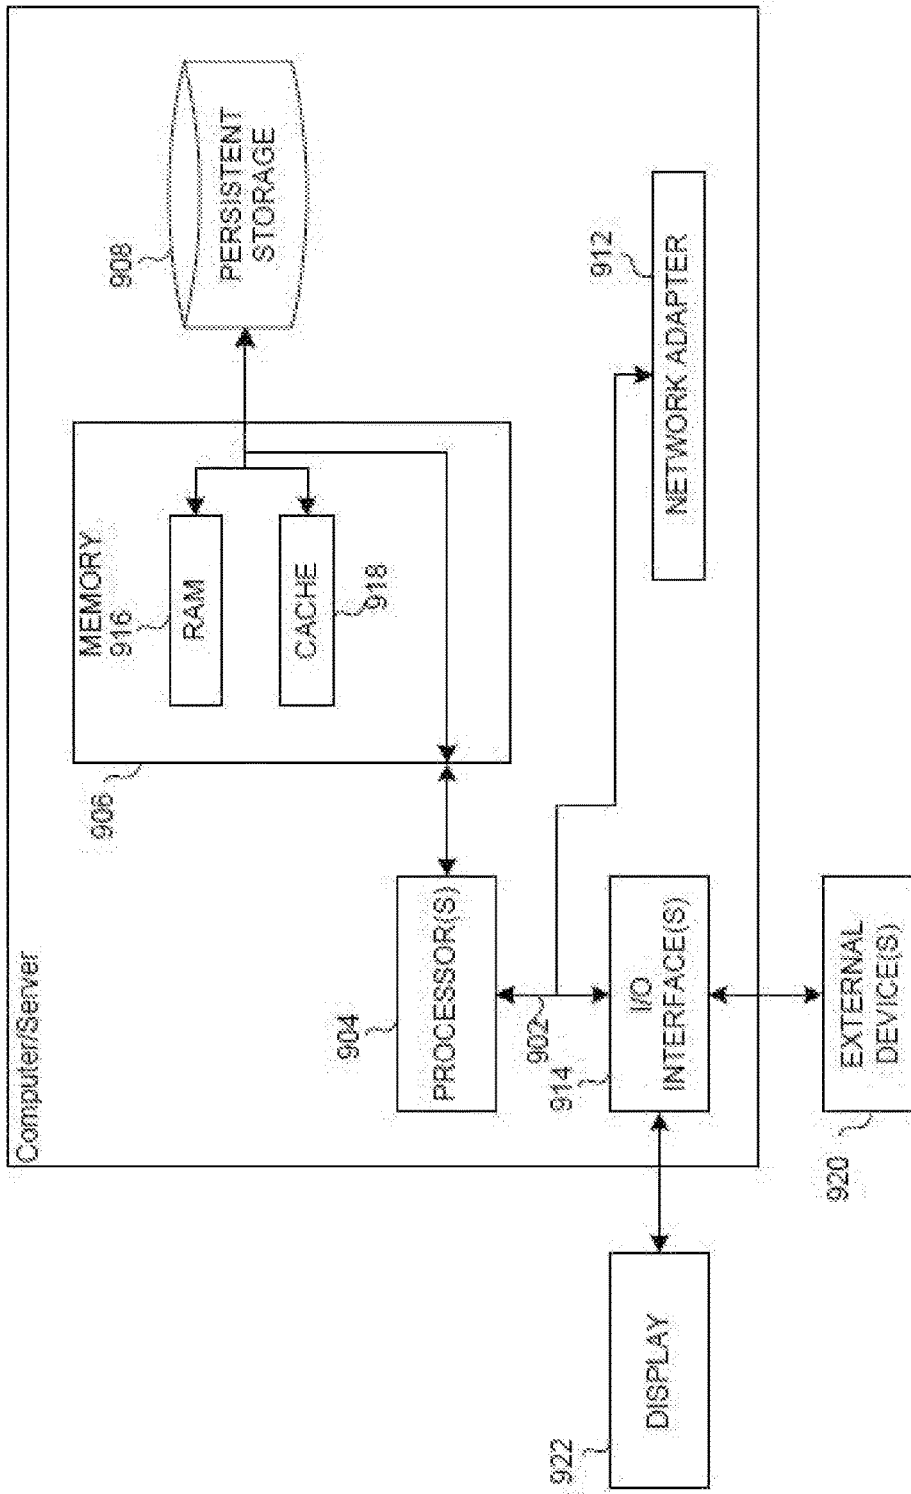 Computer/Server
906
MEMORY
916
RAM
CACHE
918
908
PERSISTENT
STORAGE
904
PROCESSOR(S)
902
914
I/O
INTERFACE(S)
912
NETWORK ADAPTER
922
DISPLAY
920
EXTERNAL
DEVICE(S)